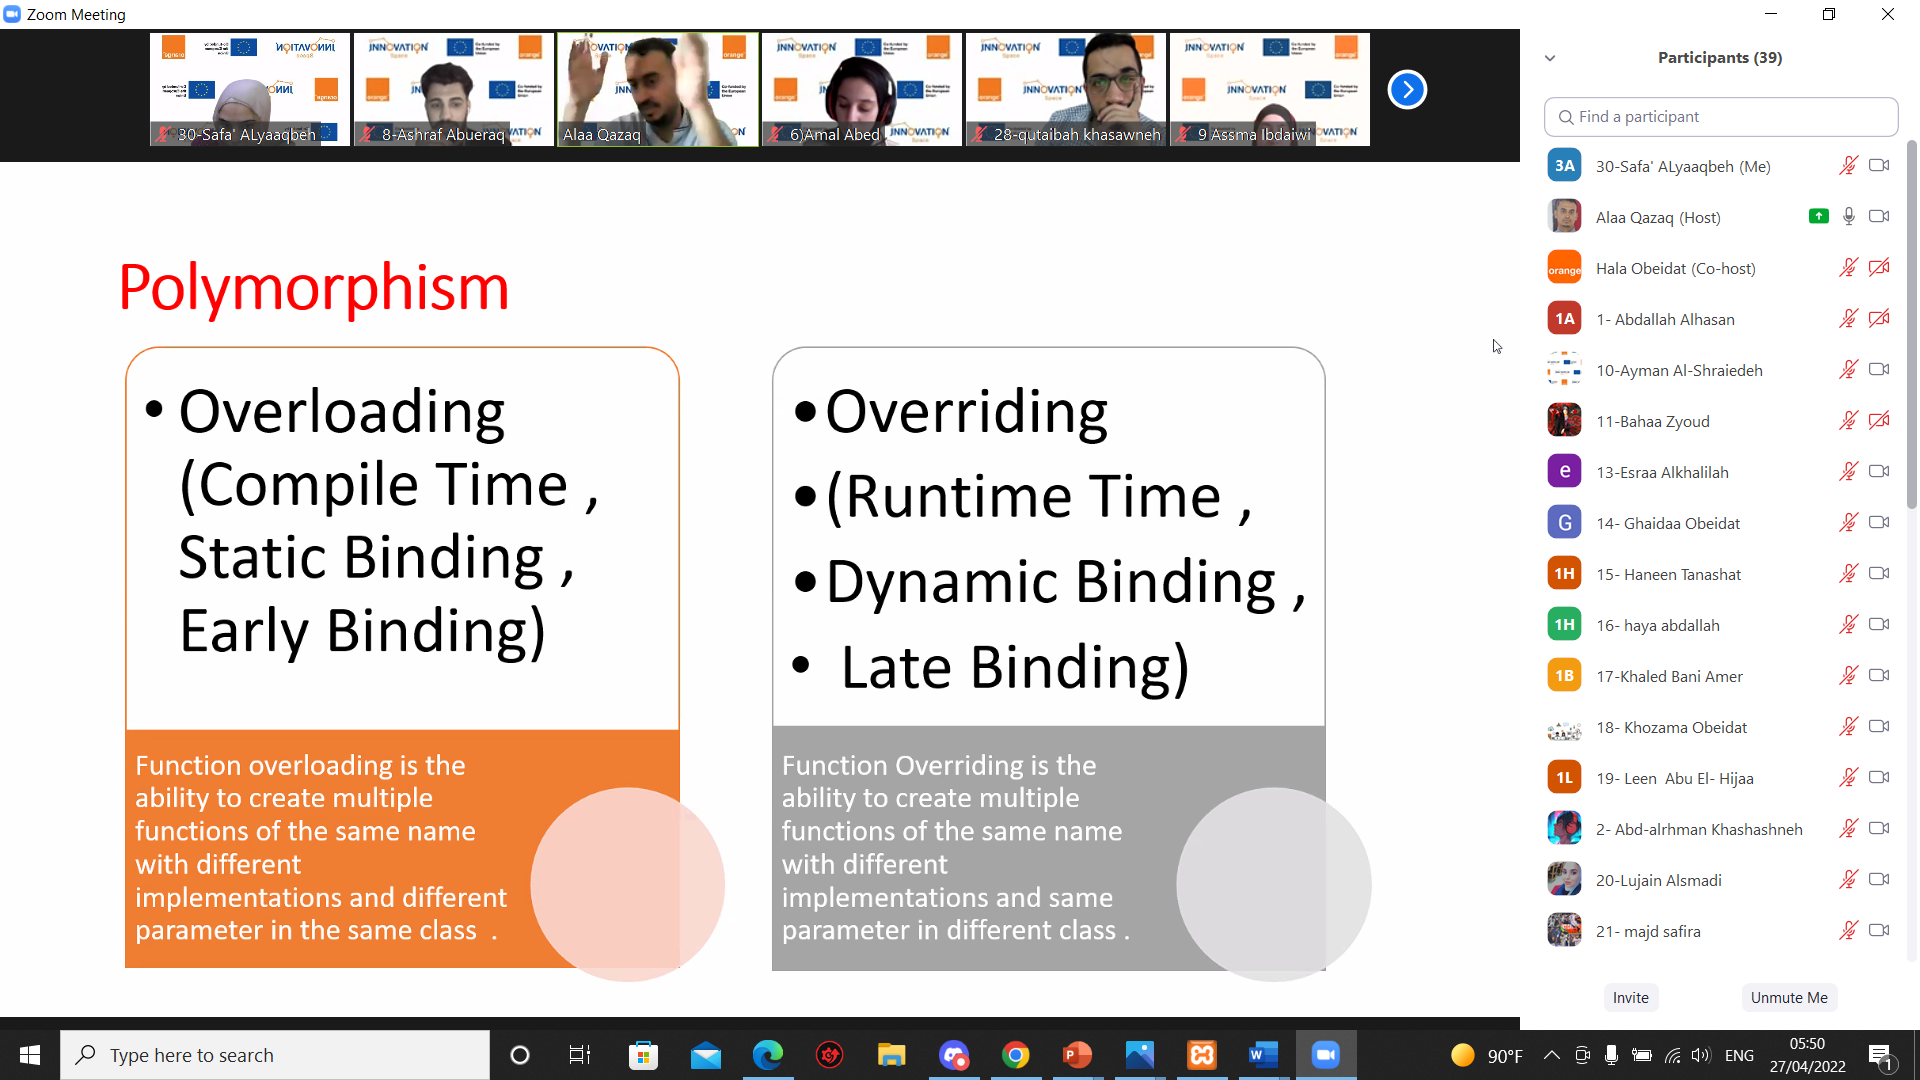 Zoom Meeting
30-Safa' ALyaaqbeh
8-Ashraf Abueraq
Alaa Qazaq
6)Amal Abed
28-qutaibah khasawneh
9 Assma Ibdaiwi
Polymorphism
• Overloading
(Compile Time ,
Static Binding ,
Early Binding)
Function overloading is the
ability to create multiple
functions of the same name
with different
implementations and different
parameter in the same class .
•Overriding
•(Runtime Time ,
•Dynamic Binding ,
• Late Binding)
Function Overriding is the
ability to create multiple
functions of the same name
with different
implementations and same
parameter in different class .
Participants (39)
Find a participant
3A 30-Safa' ALyaaqbeh (Me)
Alaa Qazaq (Host)
orange Hala Obeidat (Co-host)
1A 1- Abdallah Alhasan
10-Ayman Al-Shraiedeh
11-Bahaa Zyoud
e 13-Esraa Alkhalilah
G 14- Ghaidaa Obeidat
1H 15- Haneen Tanashat
1H 16- haya abdallah
1B 17-Khaled Bani Amer
18- Khozama Obeidat
1L 19- Leen Abu El- Hijaa
2- Abd-alrhman Khashashneh
20-Lujain Alsmadi
21- majd safira
Invite
Unmute Me
Type here to search
90°F
ENG
05:50
27/04/2022
1